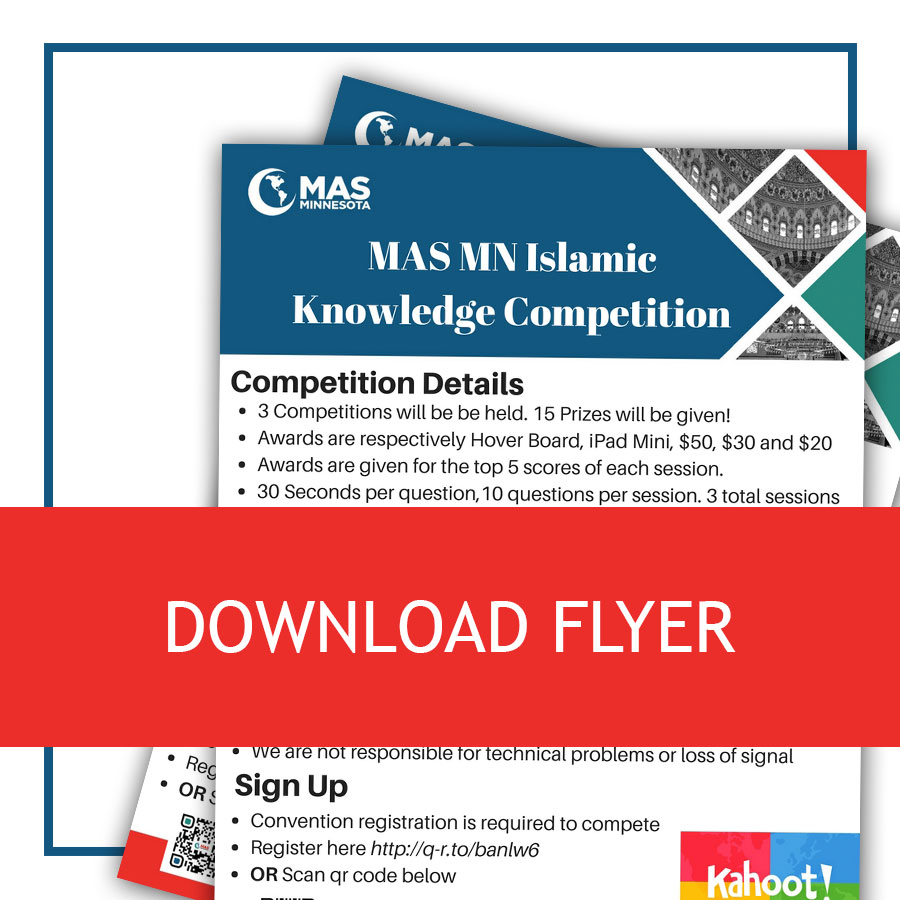 MAS
MAS
MINNESOTA
MAS MN Islamic
Knowledge Competition
Competition Details
• 3 Competitions will be be held. 15 Prizes will be given!
• Awards are respectively Hover Board, iPad Mini, $50, $30 and $20
• Awards are given for the top 5 scores of each session.
• 30 Seconds per question,10 questions per session. 3 total sessions
DOWNLOAD FLYER
• We are not responsible for technical problems or loss of signal
Sign Up
• Convention registration is required to compete
• Register here http://q-r.to/banlw6
• OR Scan qr code below
• Reg
• OR S
Kahoot!